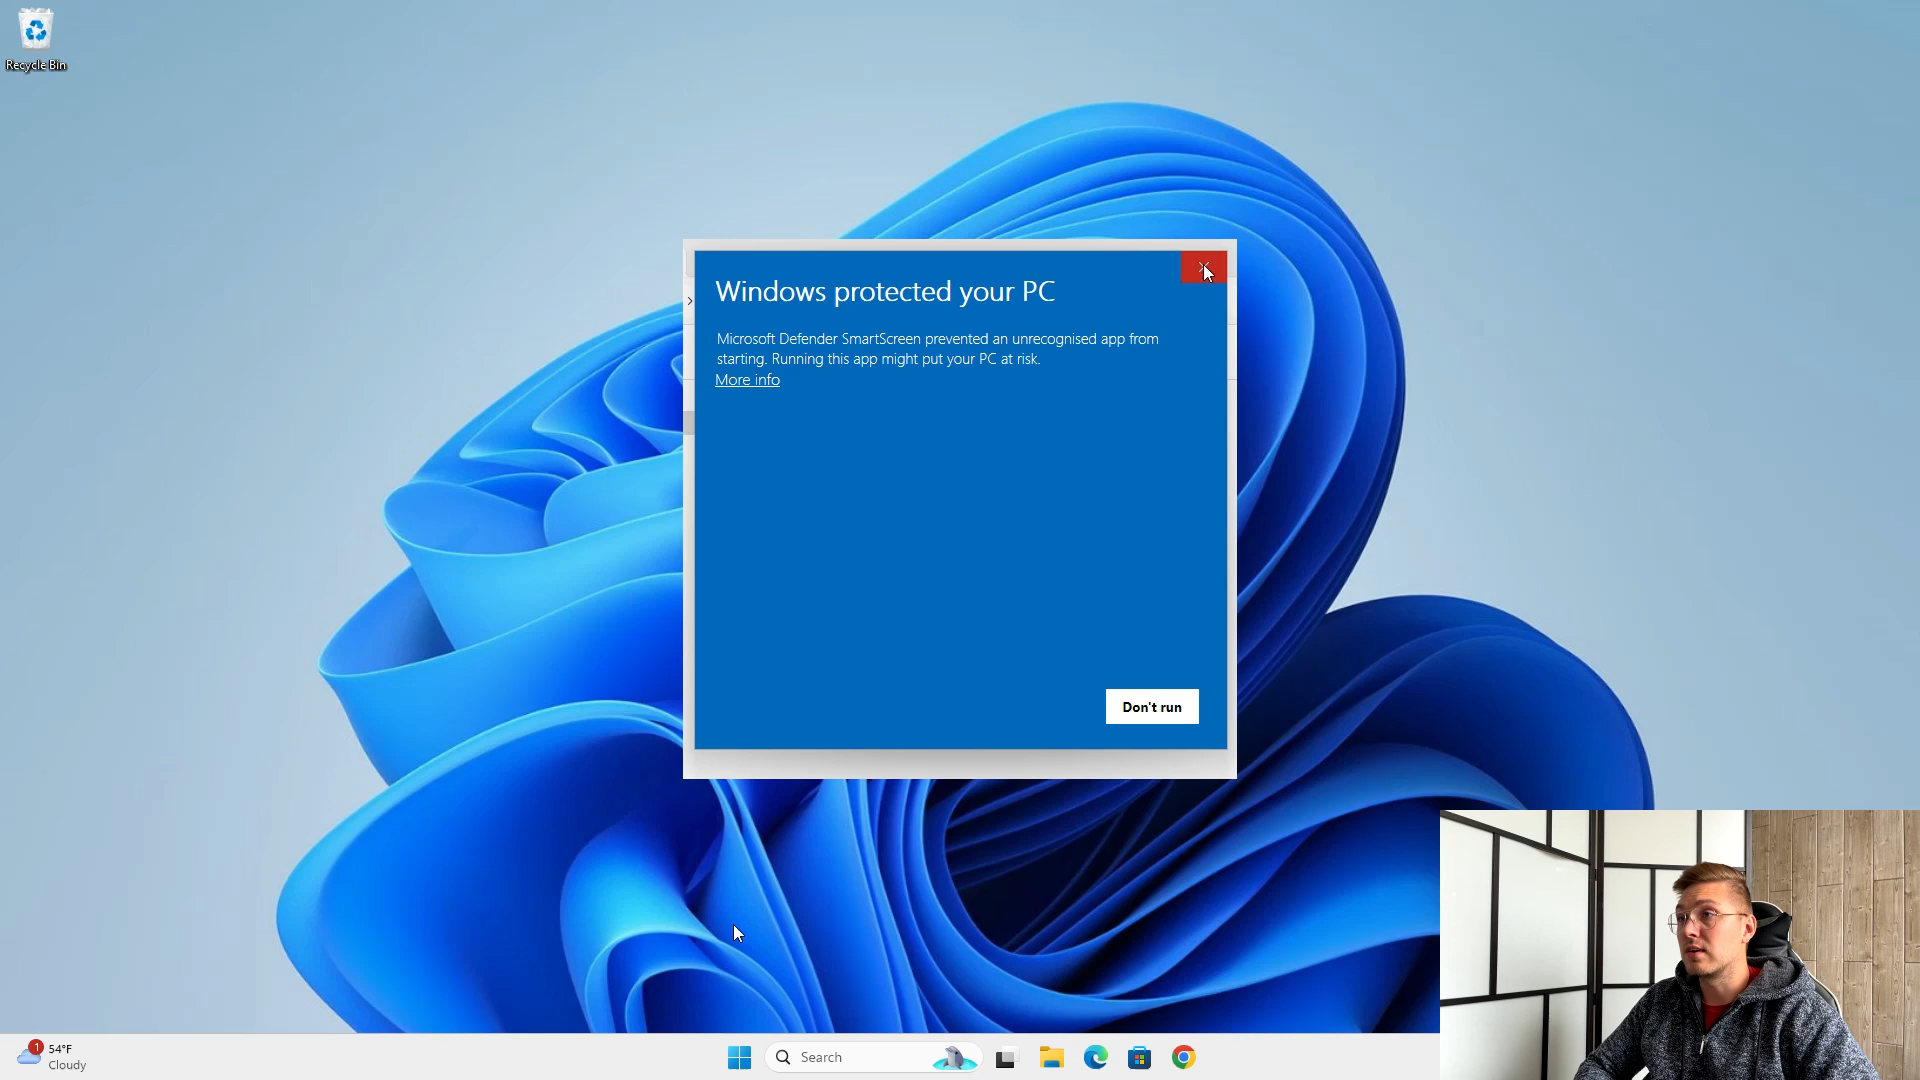 Recycle Bin
Windows protected your PC
Microsoft Defender SmartScreen prevented an unrecognised app from
starting. Running this app might put your PC at risk.
More info
Don't run
1
54°F
Cloudy
Search